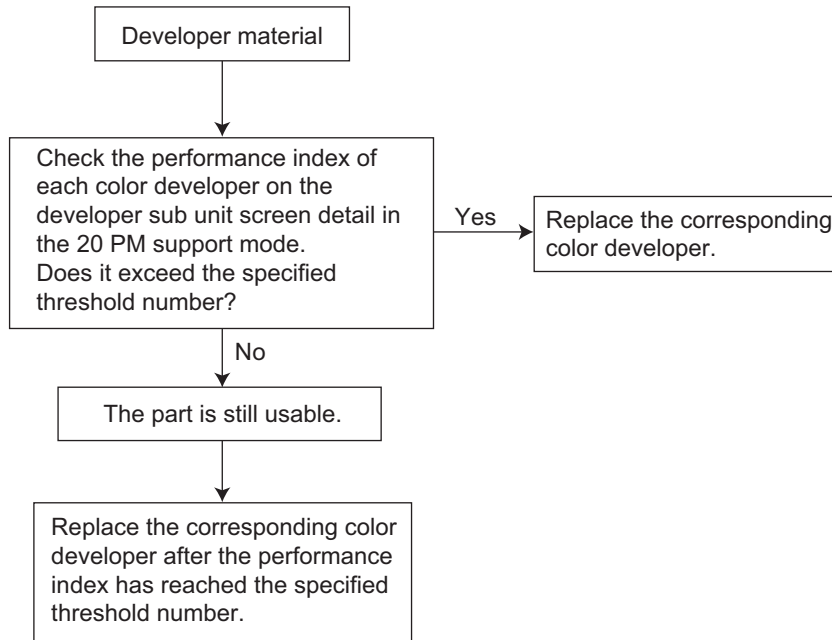 Developer material
Check the performance index of
each color developer on the
developer sub unit screen detail in
the 20 PM support mode.
Does it exceed the specified
threshold number?
Yes
Replace the corresponding
color developer.
No
The part is still usable.
Replace the corresponding color
developer after the performance
index has reached the specified
threshold number.